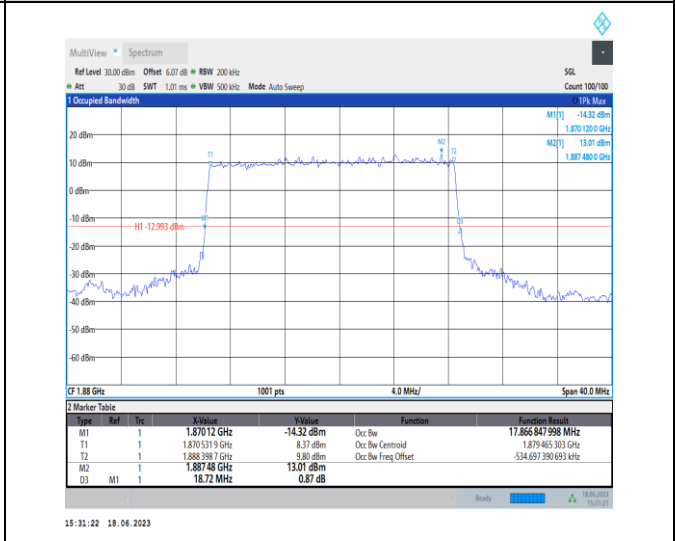 MultiView Spectrum
Ref Level 30.00 dBm Offset 6.07 dB RBW 200 kHz SGL
Att 30 dB SWT 1.01 ms VBW 500 kHz Mode Auto Sweep Count 100/100
1 Occupied Bandwidth 1Pk Max
M1[1] -14.32 dBm
1.870 120 0 GHz
M2[1] 13.01 dBm
1.887 480 0 GHz
20 dBm
M2
T1 T2
10 dBm
0 dBm
-10 dBm
M1 D3
H1 -12.993 dBm
-20 dBm
-30 dBm
-40 dBm
-50 dBm
-60 dBm
CF 1.88 GHz 1001 pts 4.0 MHz/ Span 40.0 MHz
2 Marker Table
Type Ref Trc X-Value Y-Value Function Function Result
M1 1 1.87012 GHz -14.32 dBm Occ Bw 17.866 847 998 MHz
T1 1 1.870 531 9 GHz 8.37 dBm Occ Bw Centroid 1.879 465 303 GHz
T2 1 1.888 398 7 GHz 9.80 dBm Occ Bw Freq Offset -534.697 390 693 kHz
M2 1 1.88748 GHz 13.01 dBm
D3 M1 1 18.72 MHz 0.87 dB
Ready 18.06.2023
15:31:21
15:31:22 18.06.2023